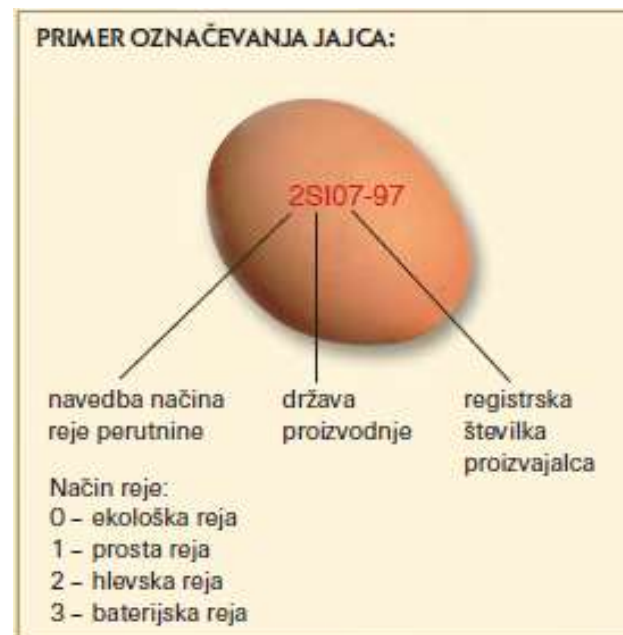 PRIMER OZNAČEVANJA JAJCA:
2SI07-97
navedba načina
reje perutnine
država
proizvodnje
registrska
številka
proizvajalca
Način reje:
0 – ekološka reja
1 – prosta reja
2 – hlevska reja
3 – baterijska reja